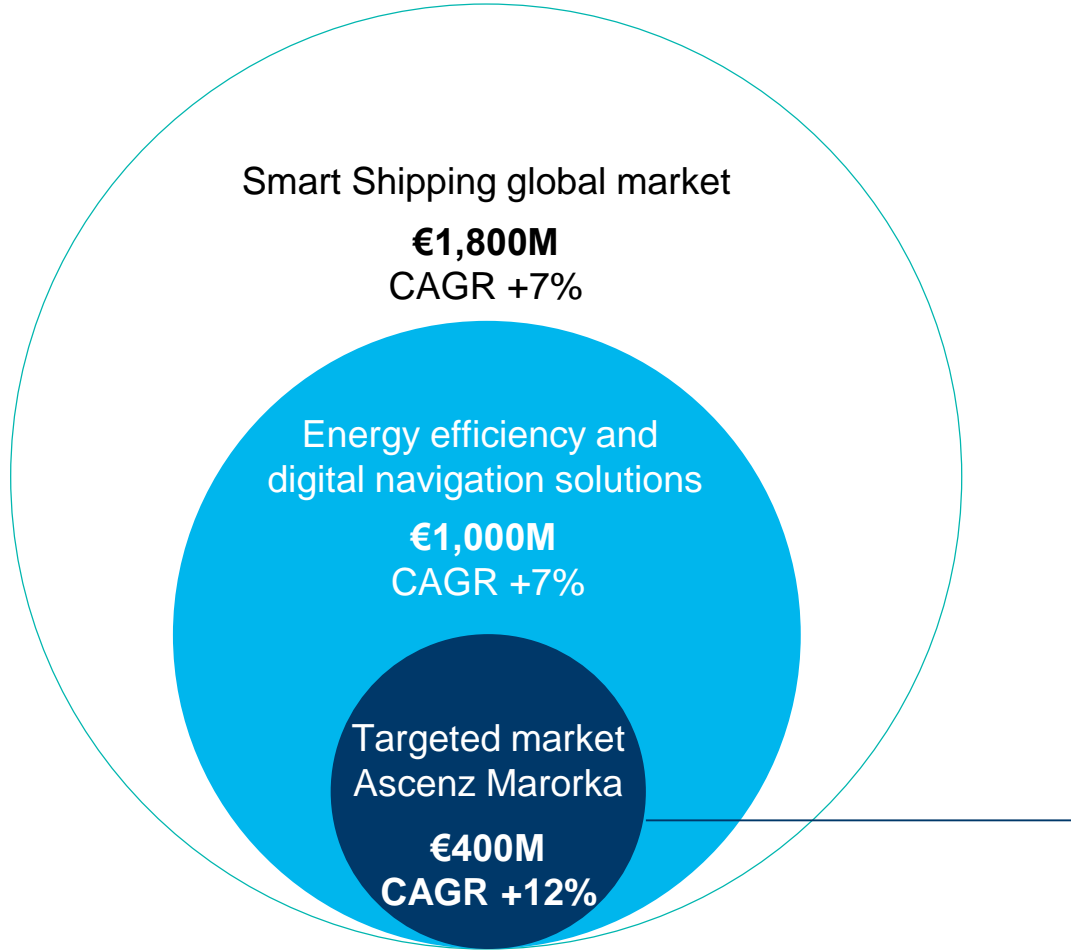 Smart Shipping global market
€1,800M
CAGR +7%
Energy efficiency and
digital navigation solutions
€1,000M
CAGR +7%
Targeted market
Ascenz Marorka
€400M
CAGR +12%